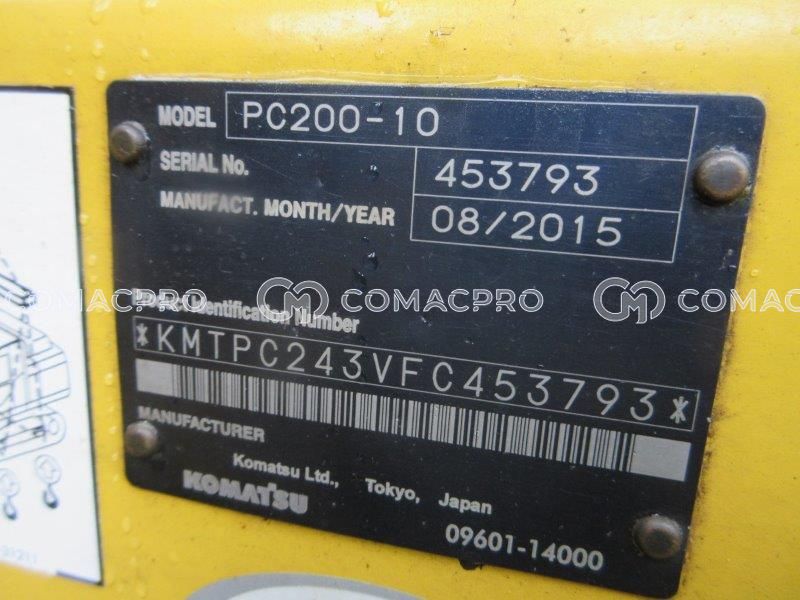 MODEL PC200-10
SERIAL No. 453793
MANUFACT. MONTH/YEAR 08/2015
COMACPRO COMACPRO COMACPRO
Identification Number
*KMTPC243VFC453793*
MANUFACTURER
Komatsu Ltd., Tokyo, Japan
KOMATSU
09601-14000